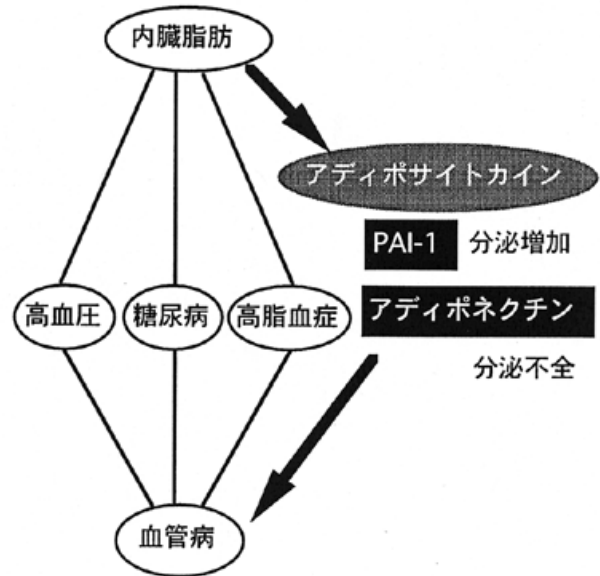 内臓脂肪
アディポサイトカイン
PAI-1 分泌増加
高血圧 糖尿病 高脂血症 アディポネクチン
分泌不全
血管病